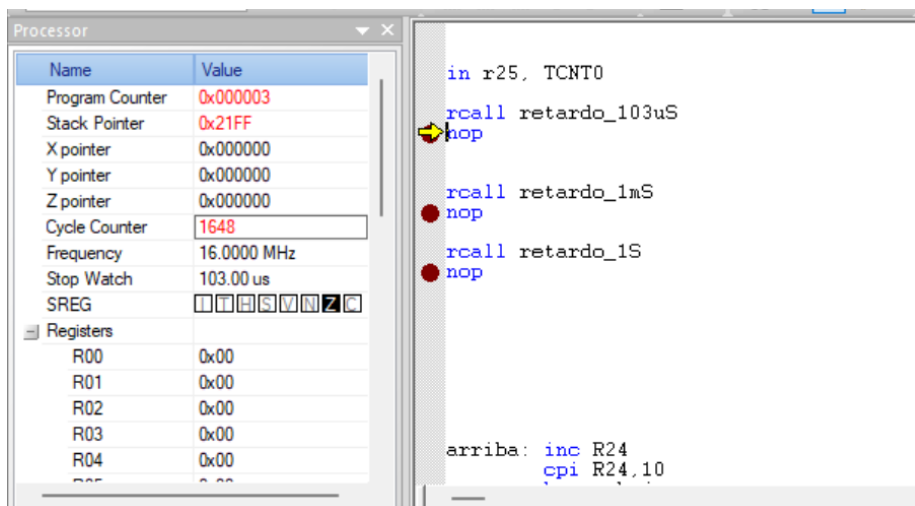 Processor
Name Value
Program Counter 0x000003
Stack Pointer 0x21FF
X pointer 0x000000
Y pointer 0x000000
Z pointer 0x000000
Cycle Counter 1648
Frequency 16.0000 MHz
Stop Watch 103.00 us
SREG I T H S V N Z C
Registers
R00 0x00
R01 0x00
R02 0x00
R03 0x00
R04 0x00
in r25, TCNT0
rcall retardo_103uS
nop
rcall retardo_1mS
nop
rcall retardo_1S
nop
arriba: inc R24
cpi R24,10